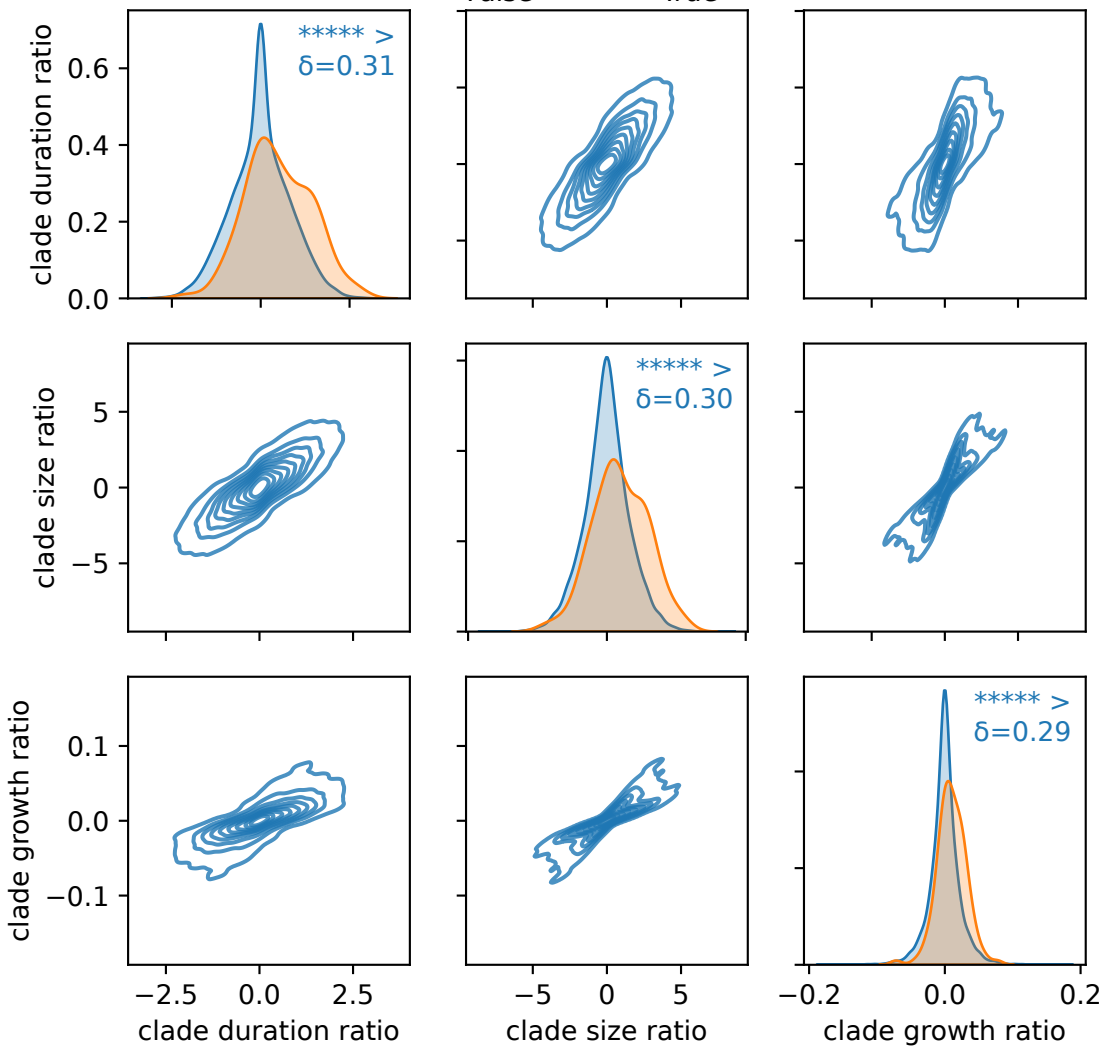 clade duration ratio
0.6
0.4
0.2
0.0
***** >
δ=0.31
clade size ratio
5
0
−5
***** >
δ=0.30
clade growth ratio
0.1
0.0
−0.1
***** >
δ=0.29
−2.5 0.0 2.5
−5 0 5
−0.2 0.0 0.2
clade duration ratio
clade size ratio
clade growth ratio